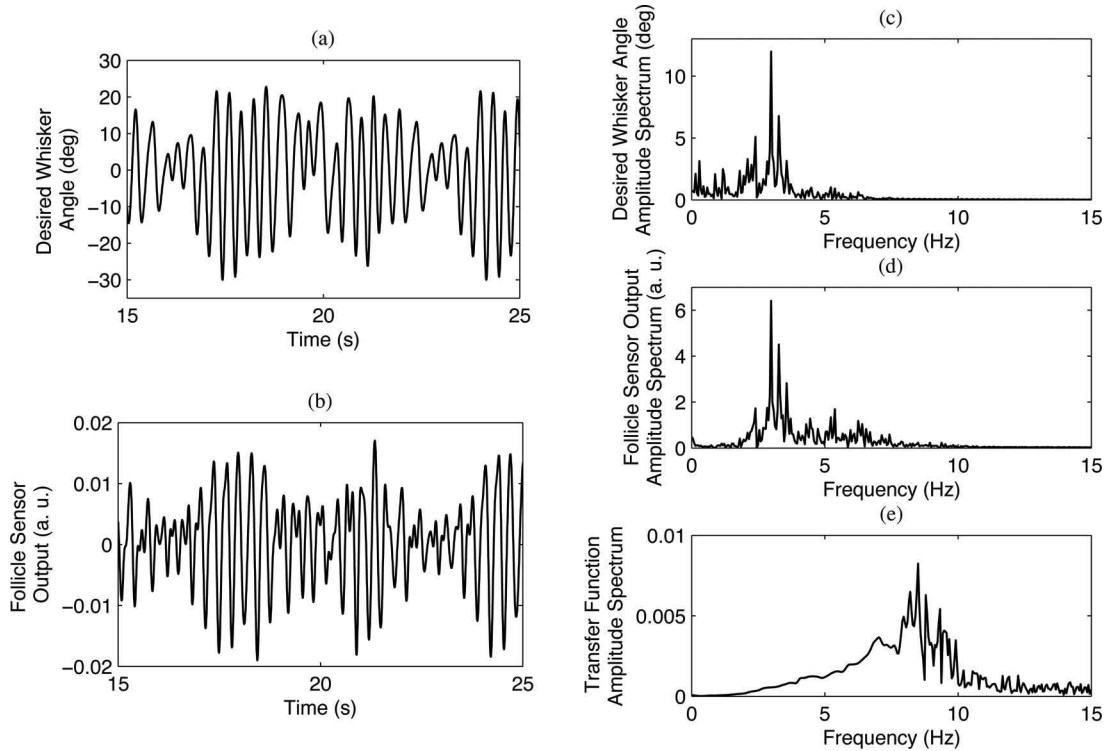 (a)
Desired Whisker
Angle (deg)
30
20
10
0
−10
−20
−30
15
20
25
Time (s)
(b)
Follicle Sensor
Output (a. u.)
0.02
0.01
0
−0.01
−0.02
15
20
25
Time (s)
(c)
Desired Whisker Angle
Amplitude Spectrum (deg)
10
5
0
0
5
10
15
Frequency (Hz)
(d)
Follicle Sensor Output
Amplitude Spectrum (a. u.)
6
4
2
0
0
5
10
15
Frequency (Hz)
(e)
Transfer Function
Amplitude Spectrum
0.01
0.005
0
0
5
10
15
Frequency (Hz)